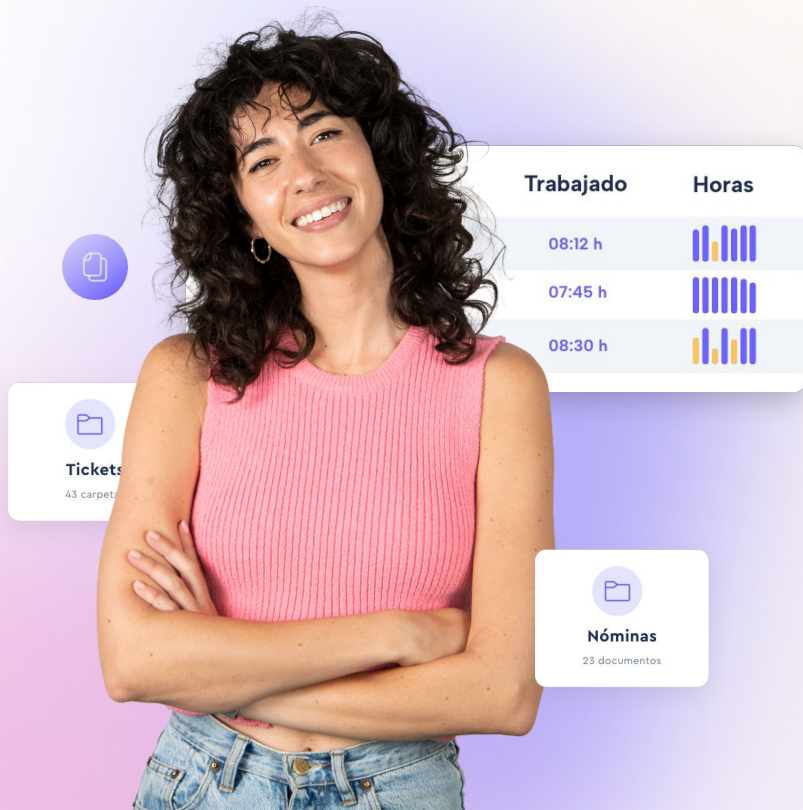 Trabajado Horas
08:12 h
07:45 h
08:30 h
Tickets
43
Nóminas
23 documentos